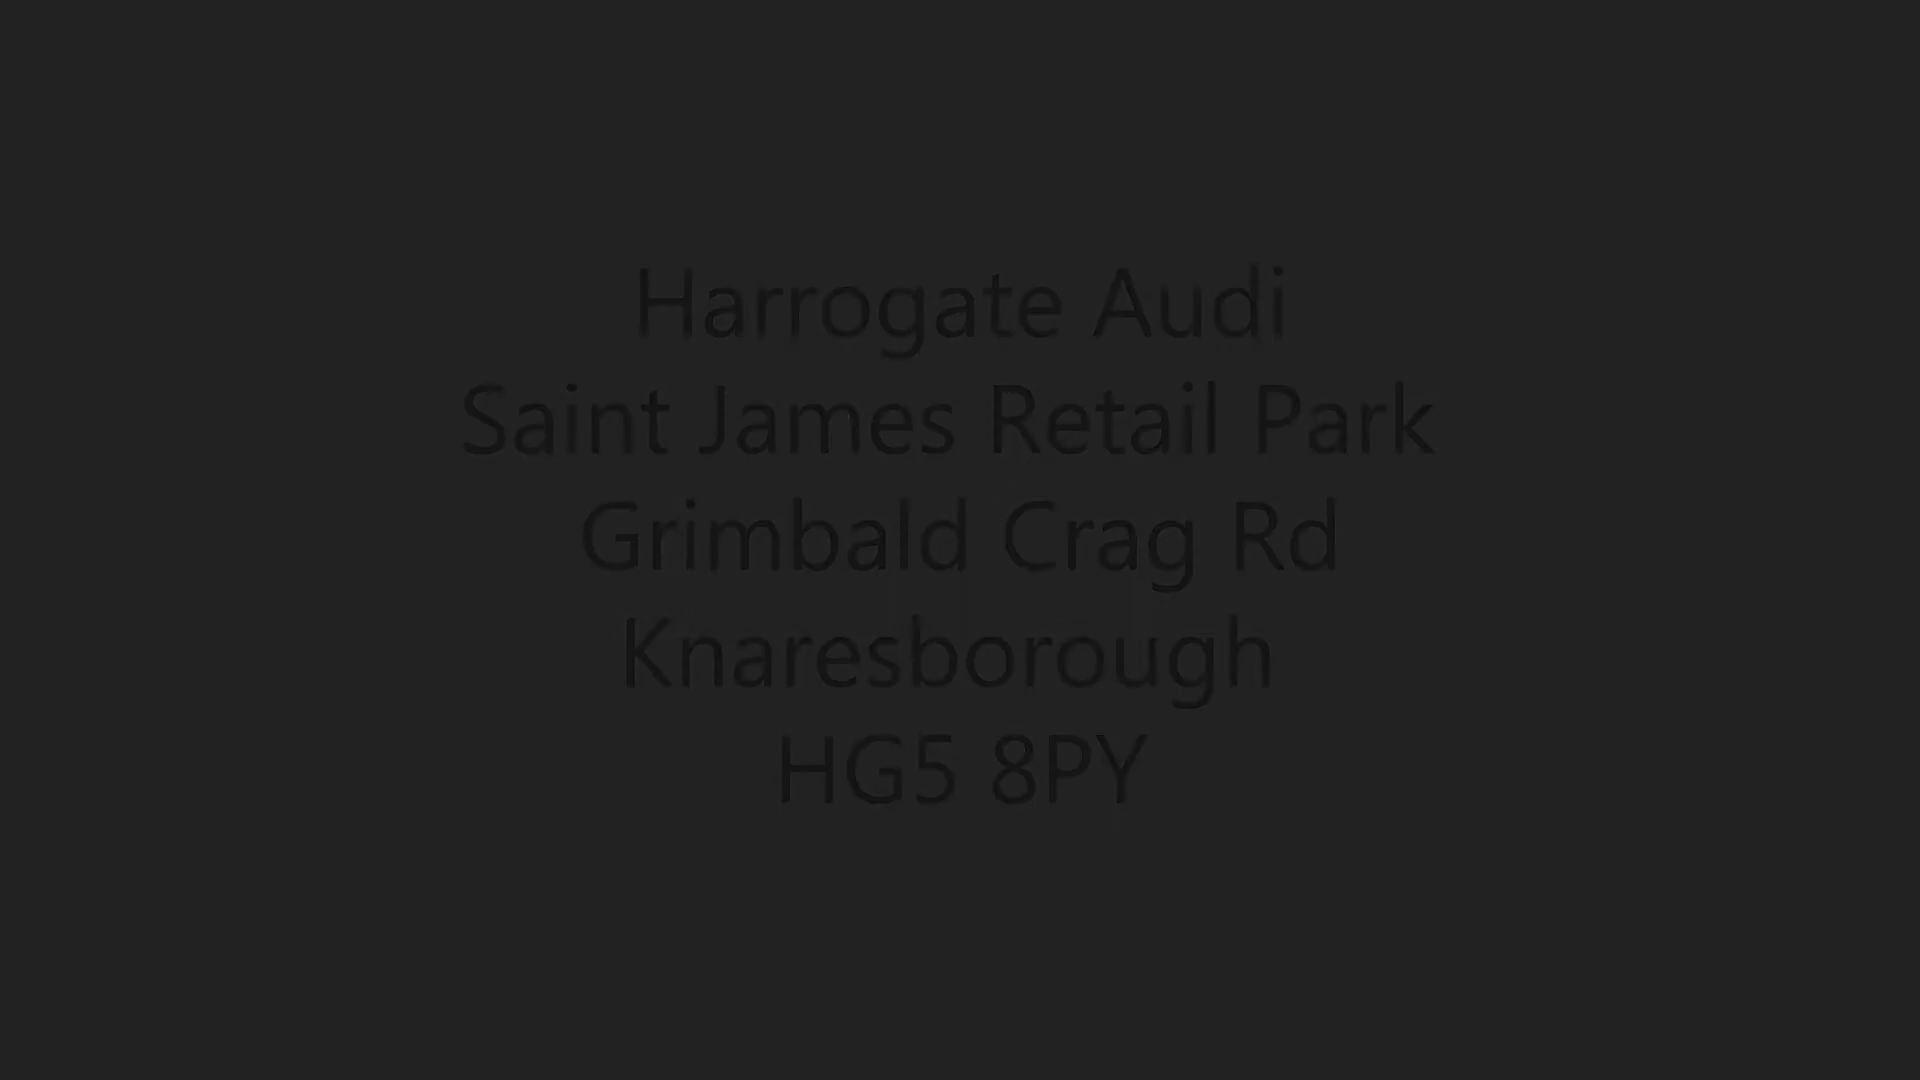 Harrogate Audi
Saint James Retail Park
Grimbald Crag Rd
Knaresborough
HG5 8PY